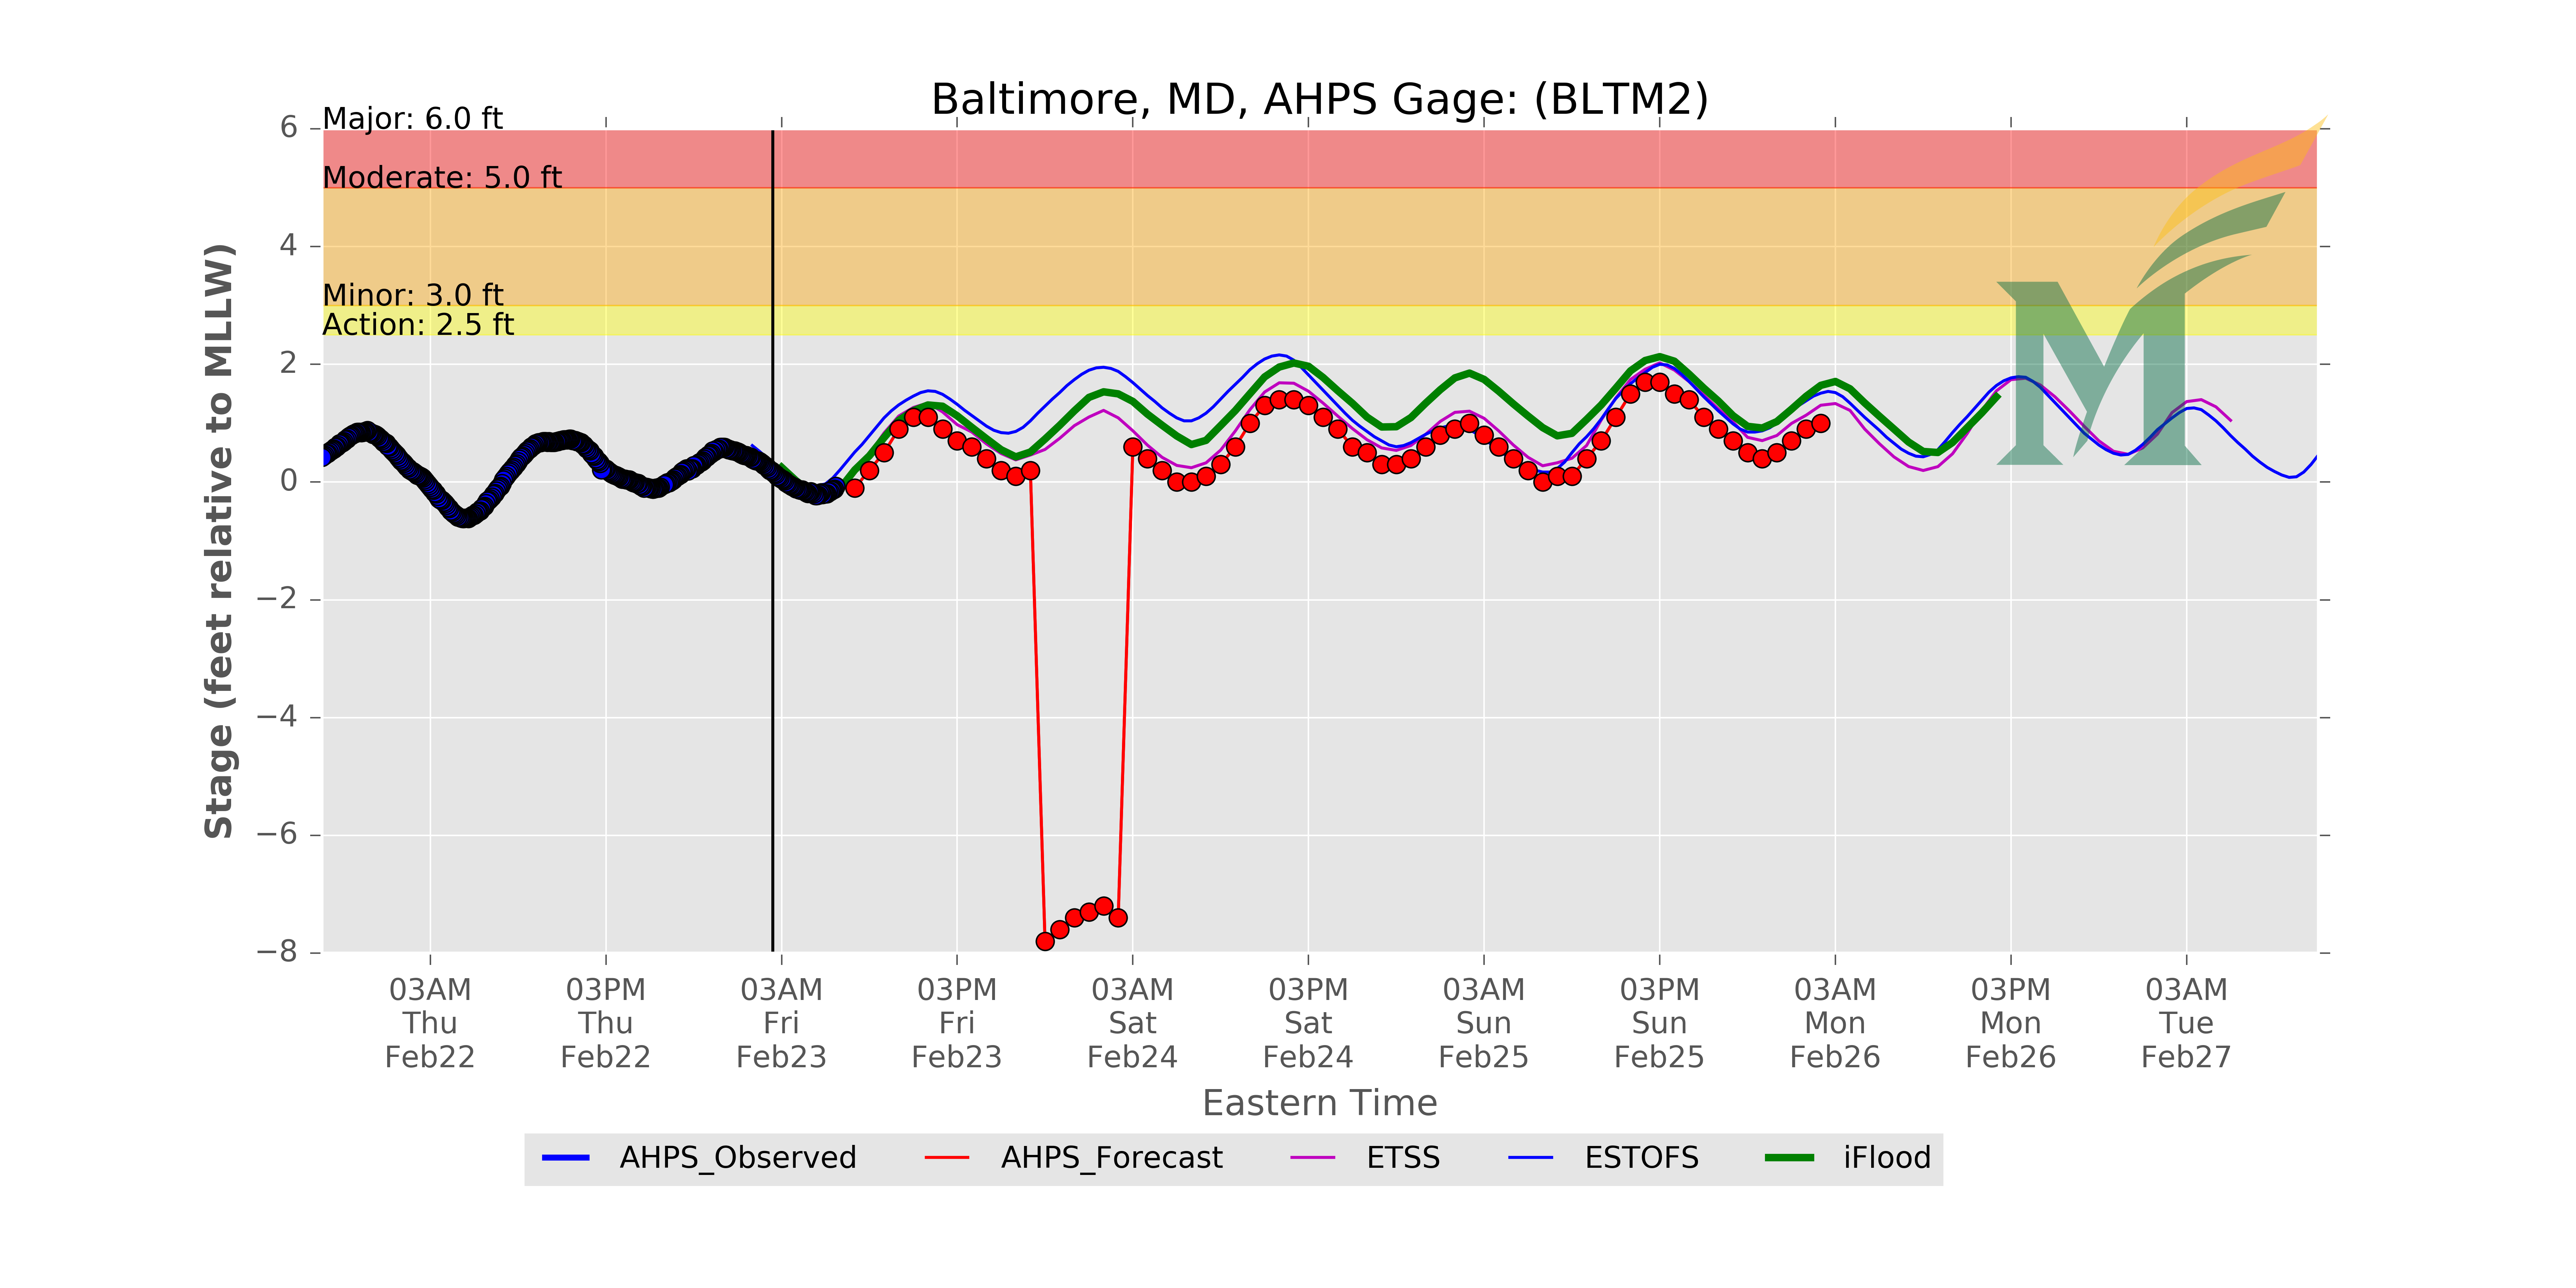 Baltimore, MD, AHPS Gage: (BLTM2)
Major: 6.0 ft
Moderate: 5.0 ft
Minor: 3.0 ft
Action: 2.5 ft
6
4
2
0
−2
−4
−6
−8
Stage (feet relative to MLLW)
03AM 03PM 03AM 03PM 03AM 03PM 03AM 03PM 03AM 03PM 03AM
Thu Thu Fri Fri Sat Sat Sun Sun Mon Mon Tue
Feb22 Feb22 Feb23 Feb23 Feb24 Feb24 Feb25 Feb25 Feb26 Feb26 Feb27
Eastern Time
AHPS_Observed AHPS_Forecast ETSS ESTOFS iFlood
M